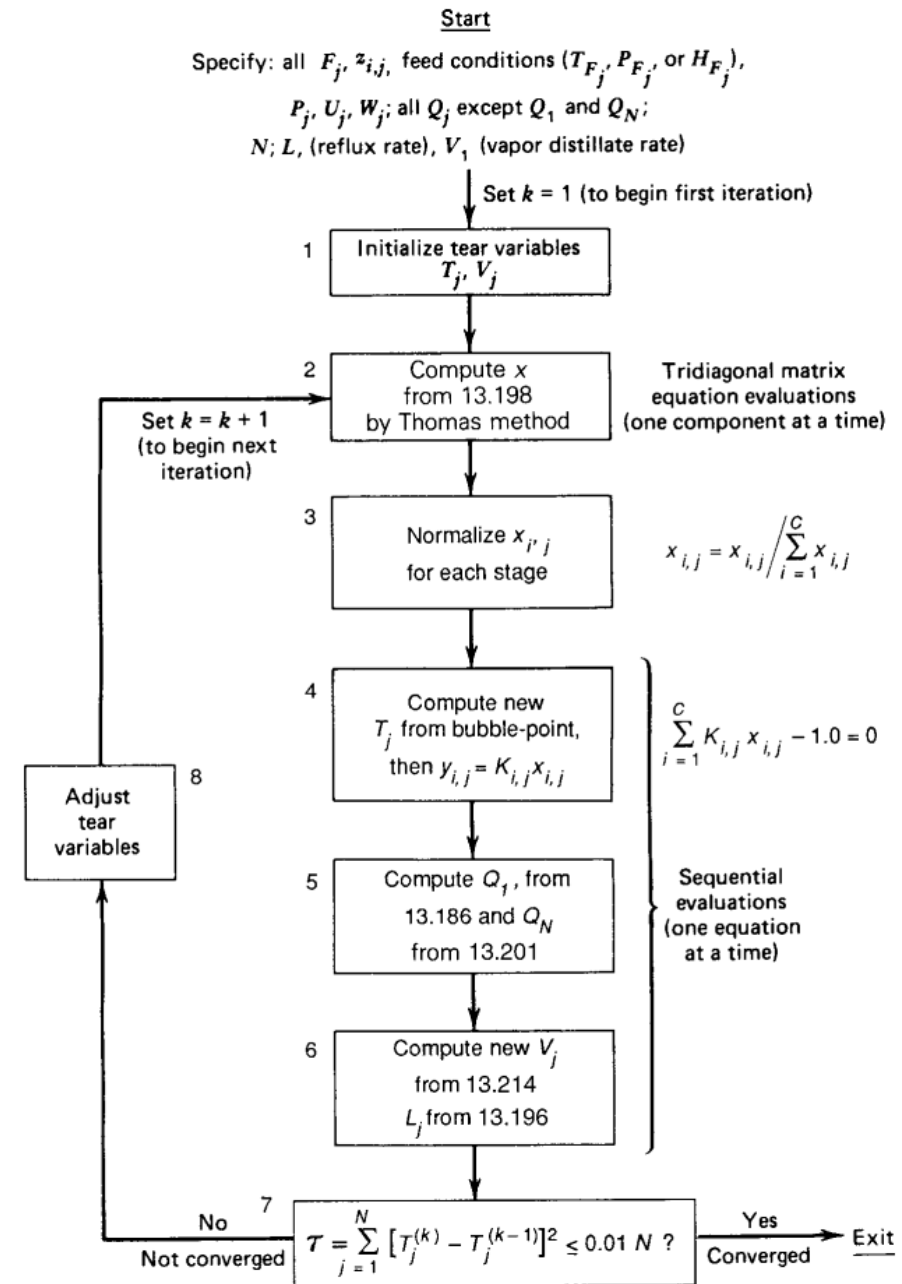 Start
Specify: all F_j, z_{i,j}, feed conditions (T_{F_j}, P_{F_j}, or H_{F_j}),
P_j, U_j, W_j; all Q_j except Q_1 and Q_N;
N; L, (reflux rate), V_1 (vapor distillate rate)
Set k = 1 (to begin first iteration)
1
Initialize tear variables
T_j, V_j
2
Compute x
from 13.198
by Thomas method
Tridiagonal matrix
equation evaluations
(one component at a time)
Set k = k + 1
(to begin next
iteration)
3
Normalize x_{i, j}
for each stage
x_{i, j} = x_{i, j} / \sum_{i = 1}^{C} x_{i, j}
4
Compute new
T_j from bubble-point,
then y_{i, j} = K_{i, j} x_{i, j}
\sum_{i = 1}^{C} K_{i, j} x_{i, j} − 1.0 = 0
8
Adjust
tear
variables
5
Compute Q_1, from
13.186 and Q_N
from 13.201
Sequential
evaluations
(one equation
at a time)
6
Compute new V_j
from 13.214
L_j from 13.196
7
No
Not converged
τ = \sum_{j = 1}^{N} [T_j^{(k)} − T_j^{(k−1)}]^2 ≤ 0.01 N ?
Yes
Converged
Exit